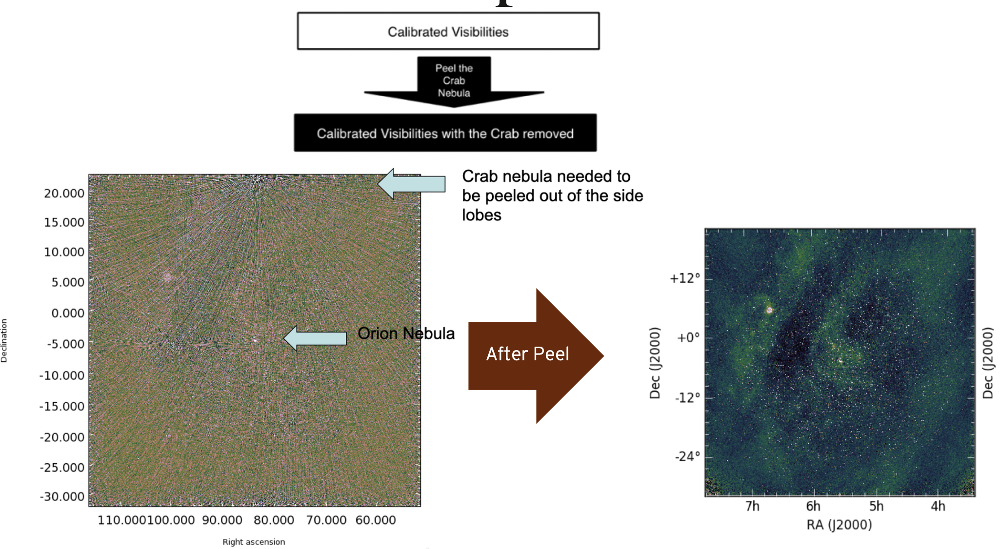 p
Calibrated Visibilities
Peel the
Crab
Nebula
Calibrated Visibilities with the Crab removed
Crab nebula needed to
be peeled out of the side
lobes
20.000
15.000
10.000
5.000
0.000
-5.000
-10.000
-15.000
-20.000
-25.000
-30.000
Declination
110.000
100.000
90.000
80.000
70.000
60.000
Right ascension
Orion Nebula
After Peel
+12°
+0°
-12°
-24°
Dec (J2000)
7h
6h
5h
4h
RA (J2000)
Dec (J2000)